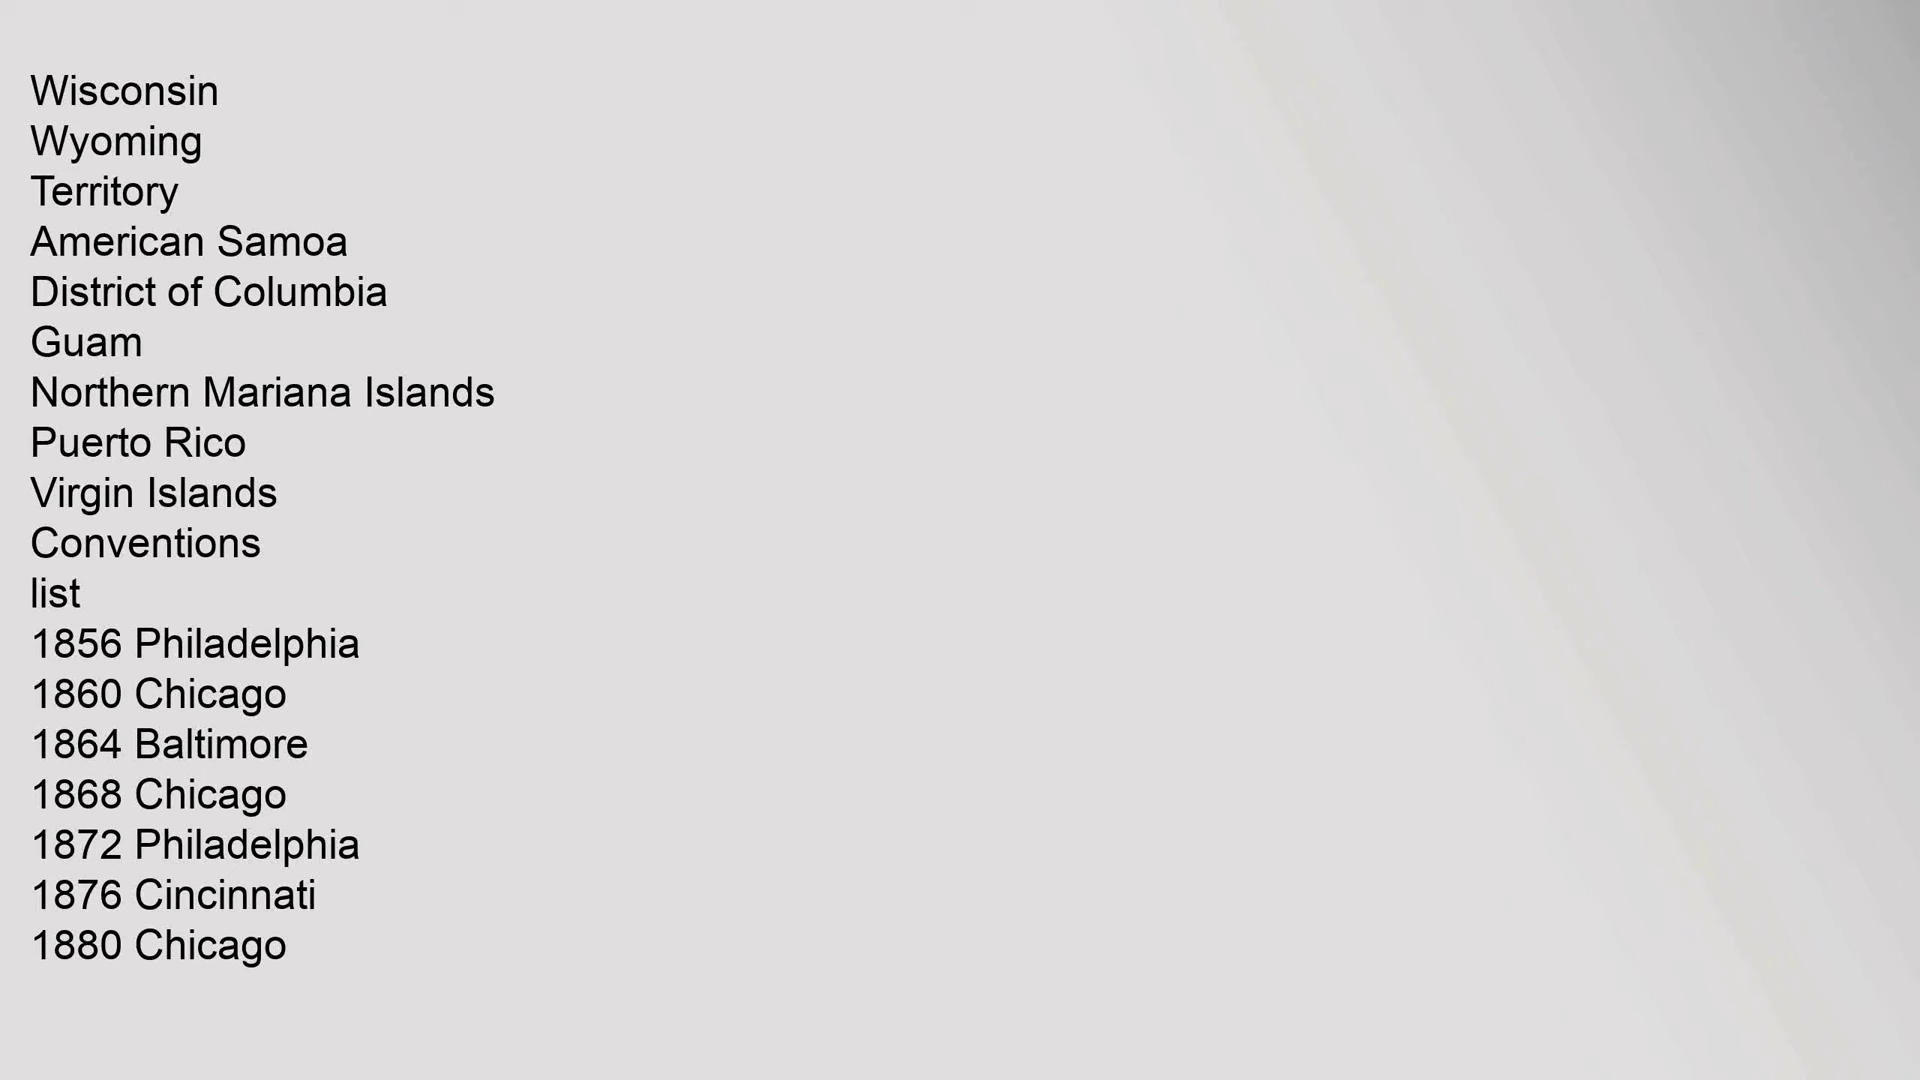 Wisconsin
Wyoming
Territory
American Samoa
District of Columbia
Guam
Northern Mariana Islands
Puerto Rico
Virgin Islands
Conventions
list
1856 Philadelphia
1860 Chicago
1864 Baltimore
1868 Chicago
1872 Philadelphia
1876 Cincinnati
1880 Chicago